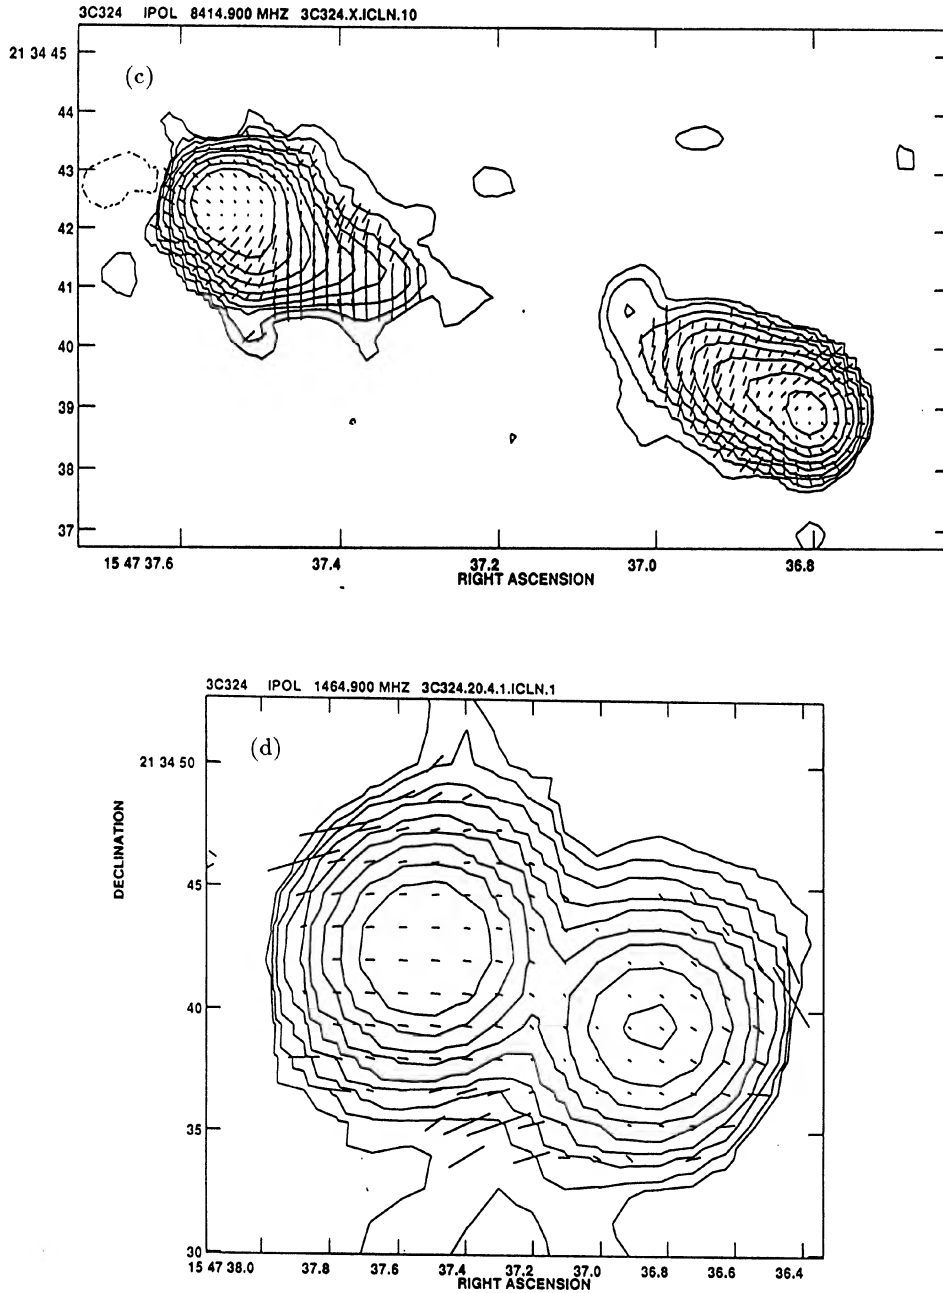 3C324 IPOL 8414.900 MHZ 3C324.X.ICLN.10
(c)
21 34 45
44
43
42
41
40
39
38
37
15 47 37.6 37.4 37.2 37.0 36.8
RIGHT ASCENSION
3C324 IPOL 1464.900 MHZ 3C324.20.4.1.ICLN.1
(d)
21 34 50
DECLINATION
45
40
35
30
15 47 38.0 37.8 37.6 37.4 37.2 37.0 36.8 36.6 36.4
RIGHT ASCENSION